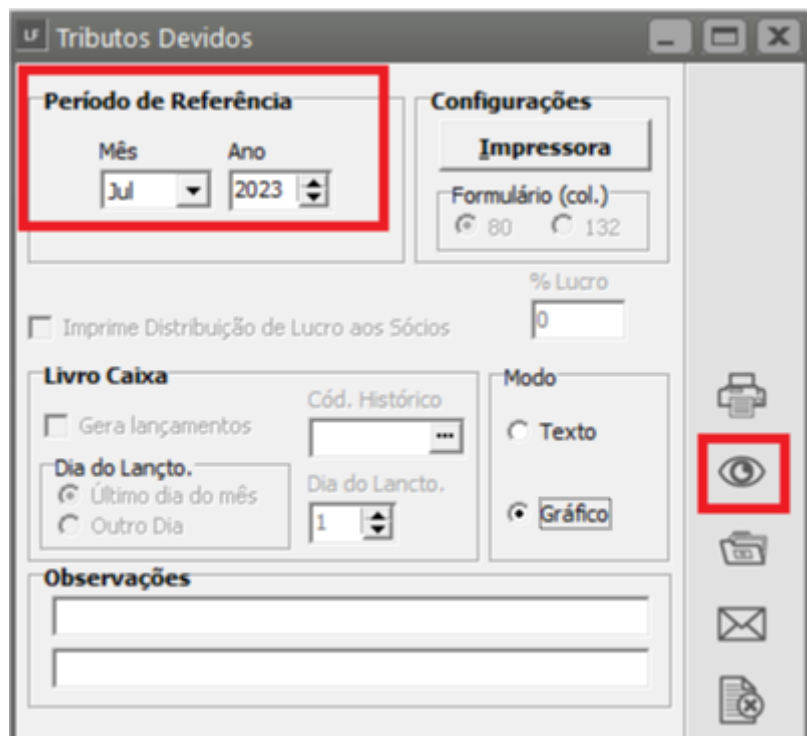 LF Tributos Devidos
Período de Referência
Mês Ano
Jul 2023
Configurações
Impressora
Formulário (col.)
80 132
% Lucro
0
Imprime Distribuição de Lucro aos Sócios
Livro Caixa
Gera lançamentos
Cód. Histórico
...
Dia do Lançto.
Último dia do mês
Outro Dia
Dia do Lancto.
1
Modo
Texto
Gráfico
Observações